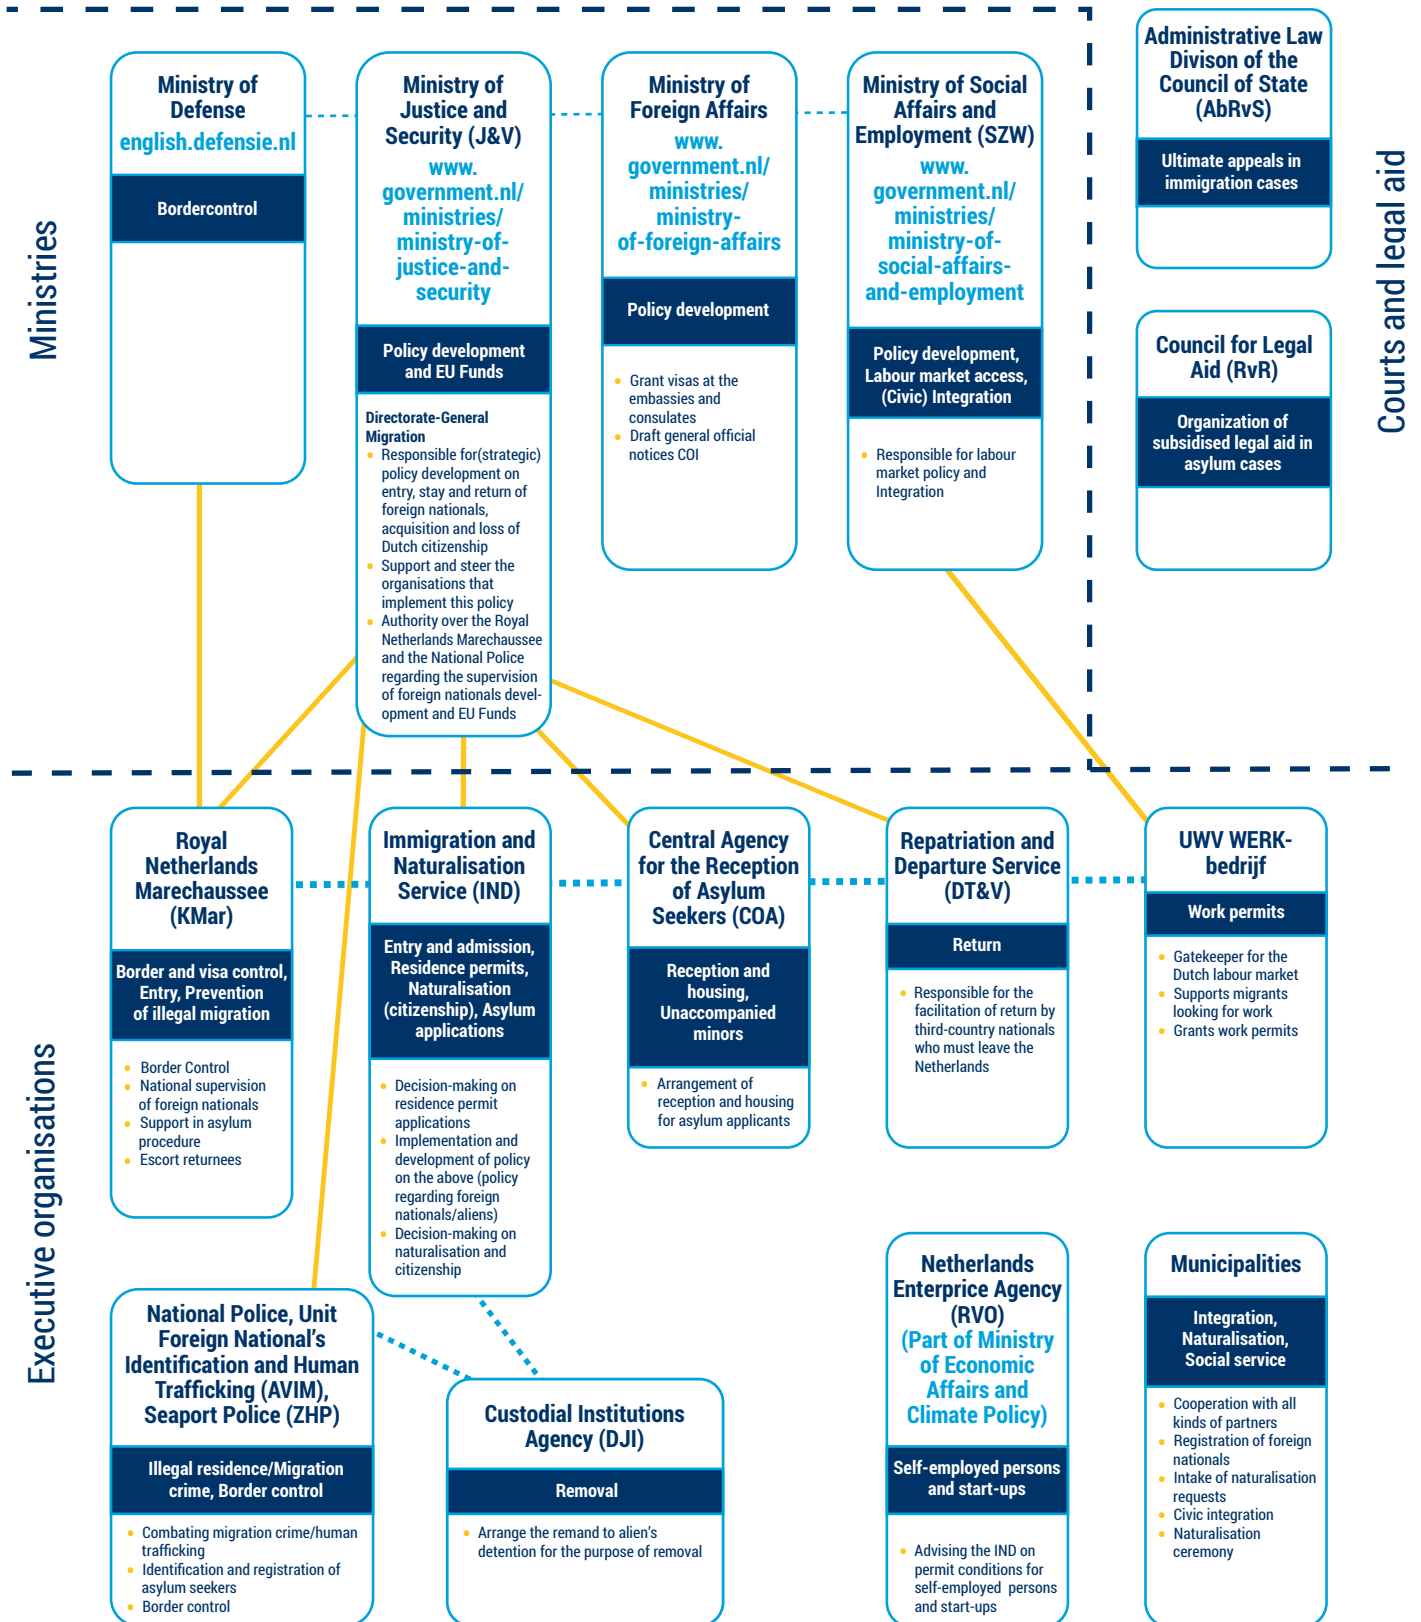 Ministries
Ministry of
Defense
english.defensie.nl
Bordercontrol
Ministry of
Justice and
Security (J&V)
www.
government.nl/
ministries/
ministry-of-
justice-and-
security
Policy development
and EU Funds
Directorate-General
Migration
• Responsible for(strategic)
policy development on
entry, stay and return of
foreign nationals,
acquisition and loss of
Dutch citizenship
• Support and steer the
organisations that
implement this policy
• Authority over the Royal
Netherlands Marechaussee
and the National Police
regarding the supervision
of foreign nationals devel-
opment and EU Funds
Ministry of
Foreign Affairs
www.
government.nl/
ministries/
ministry-
of-foreign-affairs
Policy development
• Grant visas at the
embassies and
consulates
• Draft general official
notices COI
Ministry of Social
Affairs and
Employment (SZW)
www.
government.nl/
ministries/
ministry-of-
social-affairs-
and-employment
Policy development,
Labour market access,
(Civic) Integration
• Responsible for labour
market policy and
Integration
Courts and legal aid
Administrative Law
Divison of the
Council of State
(AbRvS)
Ultimate appeals in
immigration cases
Council for Legal
Aid (RvR)
Organization of
subsidised legal aid in
asylum cases
Executive organisations
Royal
Netherlands
Marechaussee
(KMar)
Border and visa control,
Entry, Prevention
of illegal migration
• Border Control
• National supervision
of foreign nationals
• Support in asylum
procedure
• Escort returnees
Immigration and
Naturalisation
Service (IND)
Entry and admission,
Residence permits,
Naturalisation
(citizenship), Asylum
applications
• Decision-making on
residence permit
applications
• Implementation and
development of policy
on the above (policy
regarding foreign
nationals/aliens)
• Decision-making on
naturalisation and
citizenship
Central Agency
for the Reception
of Asylum
Seekers (COA)
Reception and
housing,
Unaccompanied
minors
• Arrangement of
reception and housing
for asylum applicants
Repatriation and
Departure Service
(DT&V)
Return
• Responsible for the
facilitation of return by
third-country nationals
who must leave the
Netherlands
UWV WERK-
bedrijf
Work permits
• Gatekeeper for the
Dutch labour market
• Supports migrants
looking for work
• Grants work permits
National Police, Unit
Foreign National's
Identification and Human
Trafficking (AVIM),
Seaport Police (ZHP)
Illegal residence/Migration
crime, Border control
• Combating migration crime/human
trafficking
• Identification and registration of
asylum seekers
• Border control
Custodial Institutions
Agency (DJI)
Removal
• Arrange the remand to alien's
detention for the purpose of removal
Netherlands
Enterprice Agency
(RVO)
(Part of Ministry
of Economic
Affairs and
Climate Policy)
Self-employed persons
and start-ups
• Advising the IND on
permit conditions for
self-employed persons
and start-ups
Municipalities
Integration,
Naturalisation,
Social service
• Cooperation with all
kinds of partners
• Registration of foreign
nationals
• Intake of naturalisation
requests
• Civic integration
• Naturalisation
ceremony